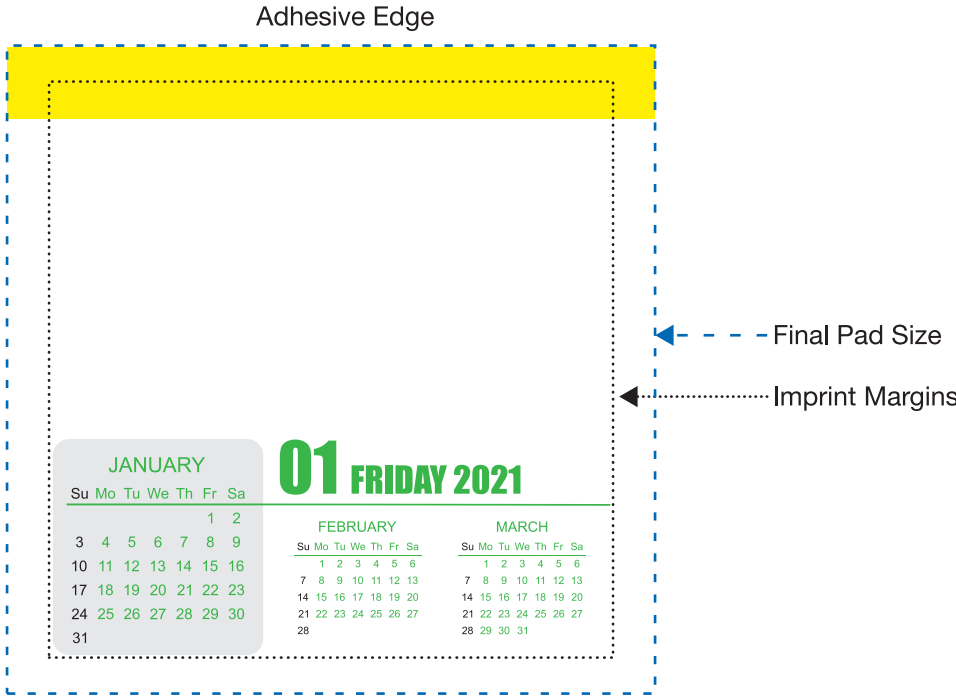 Adhesive Edge
Final Pad Size
Imprint Margins
01 FRIDAY 2021
JANUARY
Su Mo Tu We Th Fr Sa
1 2
3 4 5 6 7 8 9
10 11 12 13 14 15 16
17 18 19 20 21 22 23
24 25 26 27 28 29 30
31
FEBRUARY
Su Mo Tu We Th Fr Sa
1 2 3 4 5 6
7 8 9 10 11 12 13
14 15 16 17 18 19 20
21 22 23 24 25 26 27
28
MARCH
Su Mo Tu We Th Fr Sa
1 2 3 4 5 6
7 8 9 10 11 12 13
14 15 16 17 18 19 20
21 22 23 24 25 26 27
28 29 30 31